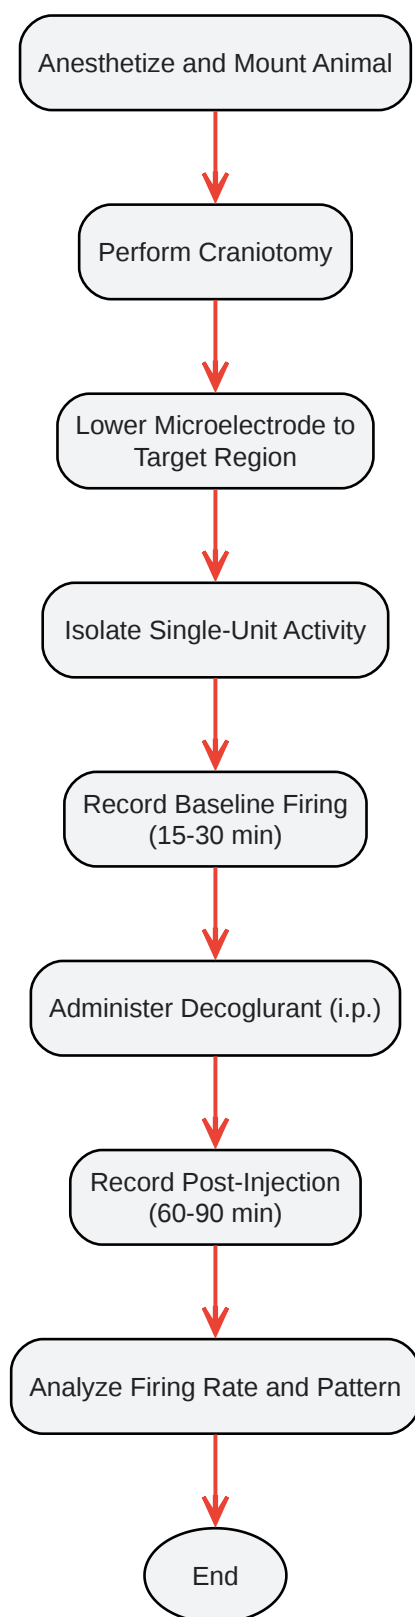 Anesthetize and Mount Animal
Perform Craniotomy
Lower Microelectrode to
Target Region
Isolate Single-Unit Activity
Record Baseline Firing
(15-30 min)
Administer Decoglurant (i.p.)
Record Post-Injection
(60-90 min)
Analyze Firing Rate and Pattern
End